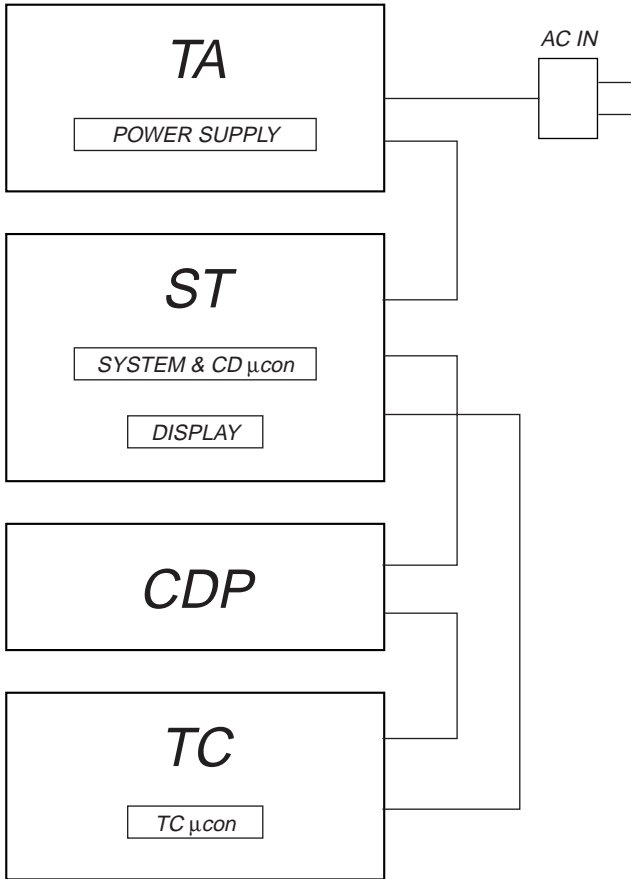 TA
AC IN
POWER SUPPLY
ST
SYSTEM & CD μcon
DISPLAY
CDP
TC
TC μcon